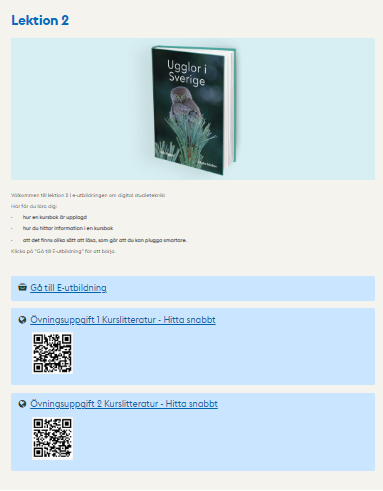 Lektion 2
Ugglor i
Sverige
Välkommen till lektion 2 i e-utbildningen om digital studieteknik!
Här får du lära dig:
· hur en kursbok är upplagd
· hur du hittar information i en kursbok
· att det finns olika sätt att läsa, som gör att du kan plugga smartare.
Klicka på "Gå till E-utbildning" för att börja.
Gå till E-utbildning
Övningsuppgift 1 Kurslitteratur - Hitta snabbt
Övningsuppgift 2 Kurslitteratur - Hitta snabbt